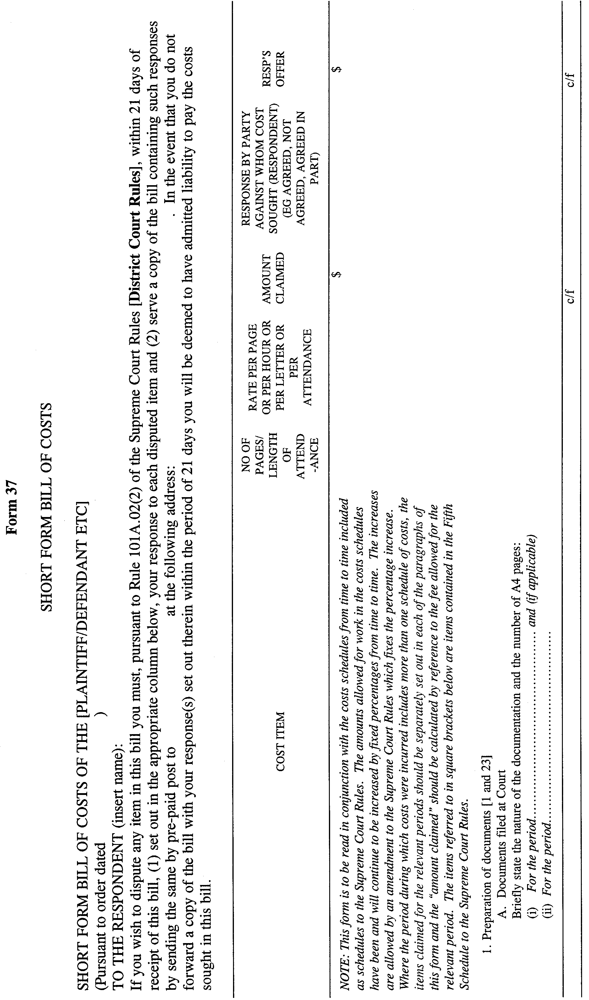 Form 37
SHORT FORM BILL OF COSTS
SHORT FORM BILL OF COSTS OF THE [PLAINTIFF/DEFENDANT ETC]
(Pursuant to order dated )
TO THE RESPONDENT (insert name):
If you wish to dispute any item in this bill you must, pursuant to Rule 101A.02(2) of the Supreme Court Rules [District Court Rules], within 21 days of
receipt of this bill, (1) set out in the appropriate column below, your response to each disputed item and (2) serve a copy of the bill containing such responses
by sending the same by pre-paid post to at the following address: . In the event that you do not
forward a copy of the bill with your response(s) set out therein within the period of 21 days you will be deemed to have admitted liability to pay the costs
sought in this bill.
COST ITEM
NO OF
PAGES/
LENGTH
OF
ATTEND
-ANCE
RATE PER PAGE
OR PER HOUR OR
PER LETTER OR
PER
ATTENDANCE
AMOUNT
CLAIMED
RESPONSE BY PARTY
AGAINST WHOM COST
SOUGHT (RESPONDENT)
(EG AGREED, NOT
AGREED, AGREED IN
PART)
RESP'S
OFFER
$ $
NOTE: This form is to be read in conjunction with the costs schedules from time to time included
as schedules to the Supreme Court Rules. The amounts allowed for work in the costs schedules
have been and will continue to be increased by fixed percentages from time to time. The increases
are allowed by an amendment to the Supreme Court Rules which fixes the percentage increase.
Where the period during which costs were incurred includes more than one schedule of costs, the
items claimed for the relevant periods should be separately set out in each of the paragraphs of
this form and the "amount claimed" should be calculated by reference to the fee allowed for the
relevant period. The items referred to in square brackets below are items contained in the Fifth
Schedule to the Supreme Court Rules.
1. Preparation of documents [1 and 23]
A. Documents filed at Court
Briefly state the nature of the documentation and the number of A4 pages:
(i) For the period............................................... and (if applicable)
(ii) For the period...............................................
c/f c/f